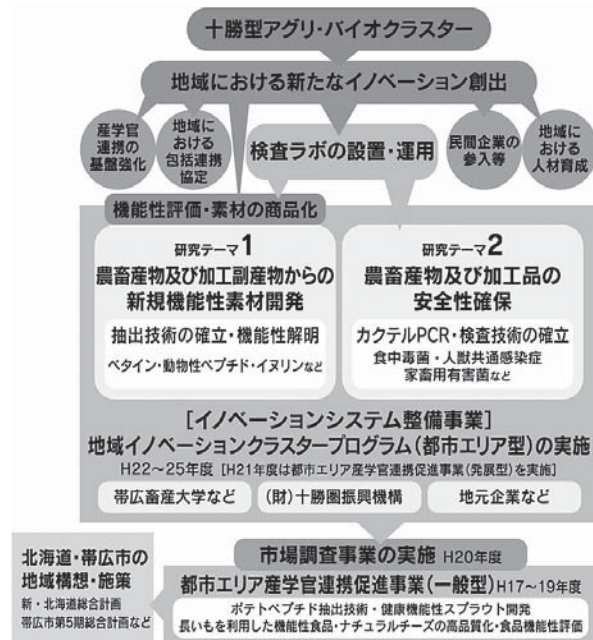 十勝型アグリ・バイオクラスター
地域における新たなイノベーション創出
産学官
連携の
基盤強化
地域に
おける
包括連携
協定
検査ラボの設置・運用
民間企業の
参入等
地域に
おける
人材育成
機能性評価・素材の商品化
研究テーマ1
農畜産物及び加工副産物からの
新規機能性素材開発
抽出技術の確立・機能性解明
ベタイン・動物性ペプチド・イヌリンなど
研究テーマ2
農畜産物及び加工品の
安全性確保
カクテルPCR・検査技術の確立
食中毒菌・人獣共通感染症
家畜用有害菌など
[イノベーションシステム整備事業]
地域イノベーションクラスタープログラム(都市エリア型)の実施
H22〜25年度 [H21年度は都市エリア産学官連携促進事業(発展型)を実施]
帯広畜産大学など
(財)十勝圏振興機構
地元企業など
北海道・帯広市の
地域構想・施策
新・北海道総合計画
帯広市第5期総合計画など
市場調査事業の実施 H20年度
都市エリア産学官連携促進事業(一般型)H17〜19年度
ポテトペプチド抽出技術・健康機能性スプラウト開発
長いもを利用した機能性食品・ナチュラルチーズの高品質化・食品機能性評価